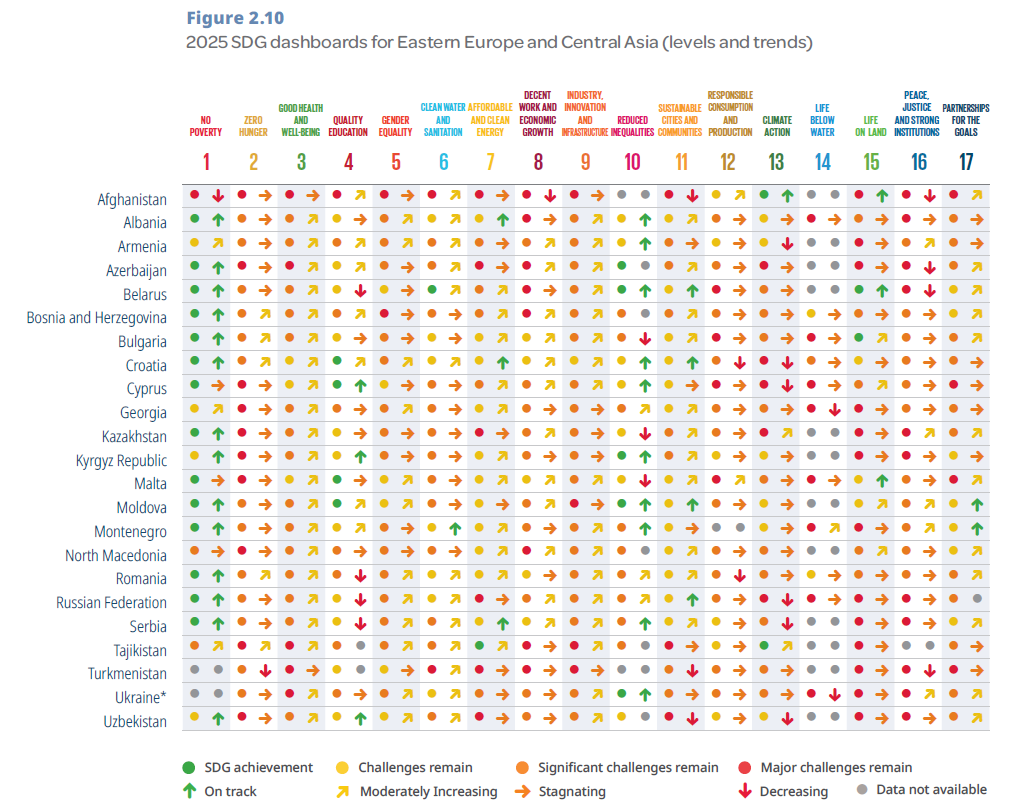 Figure 2.10
2025 SDG dashboards for Eastern Europe and Central Asia (levels and trends)
NO
POVERTY
ZERO
HUNGER
GOOD HEALTH
AND
WELL-BEING
QUALITY
EDUCATION
GENDER
EQUALITY
CLEAN WATER
AND
SANITATION
AFFORDABLE
AND CLEAN
ENERGY
DECENT
WORK AND
ECONOMIC
GROWTH
INDUSTRY,
INNOVATION
AND
INFRASTRUCTURE
REDUCED
INEQUALITIES
SUSTAINABLE
CITIES AND
COMMUNITIES
RESPONSIBLE
CONSUMPTION
AND
PRODUCTION
CLIMATE
ACTION
LIFE
BELOW
WATER
LIFE
ON LAND
PEACE,
JUSTICE
AND STRONG
INSTITUTIONS
PARTNERSHIPS
FOR THE
GOALS
1 2 3 4 5 6 7 8 9 10 11 12 13 14 15 16 17
Afghanistan
Albania
Armenia
Azerbaijan
Belarus
Bosnia and Herzegovina
Bulgaria
Croatia
Cyprus
Georgia
Kazakhstan
Kyrgyz Republic
Malta
Moldova
Montenegro
North Macedonia
Romania
Russian Federation
Serbia
Tajikistan
Turkmenistan
Ukraine*
Uzbekistan
SDG achievement Challenges remain Significant challenges remain Major challenges remain
On track Moderately Increasing Stagnating Decreasing Data not available